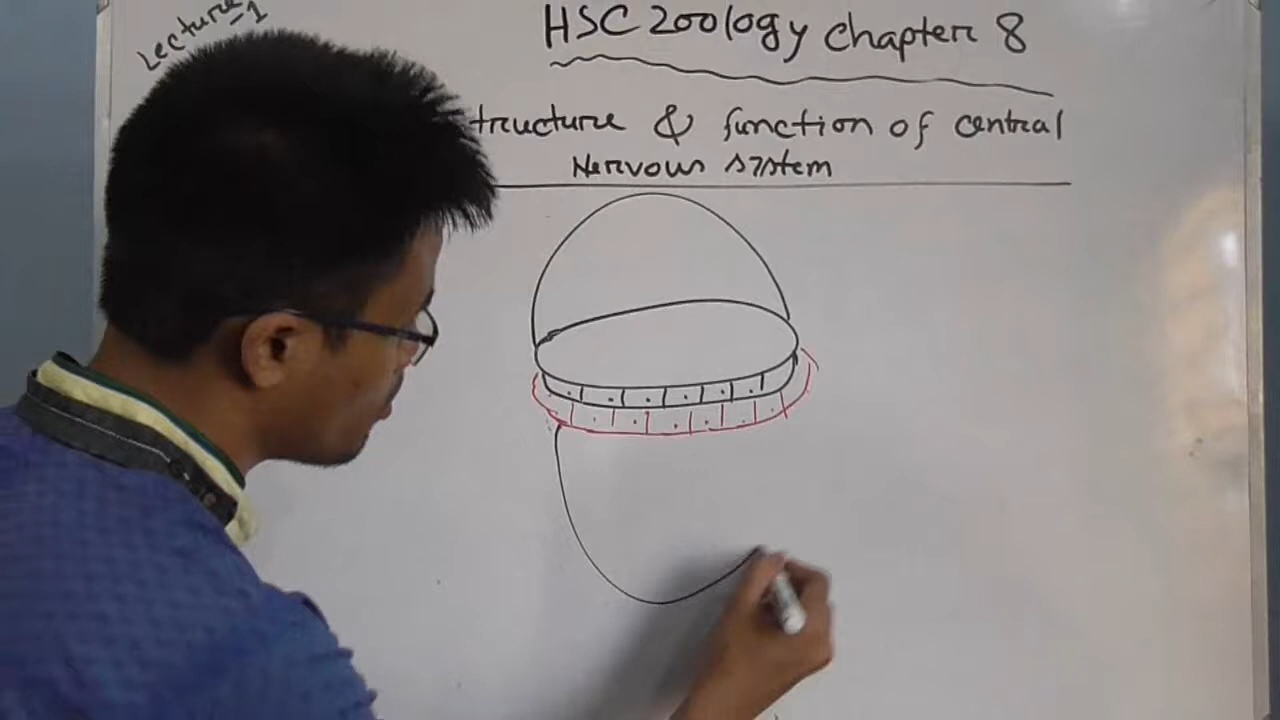 Lecture-1
HSC Zoology Chapter 8
tructure & function of central
Nervous system